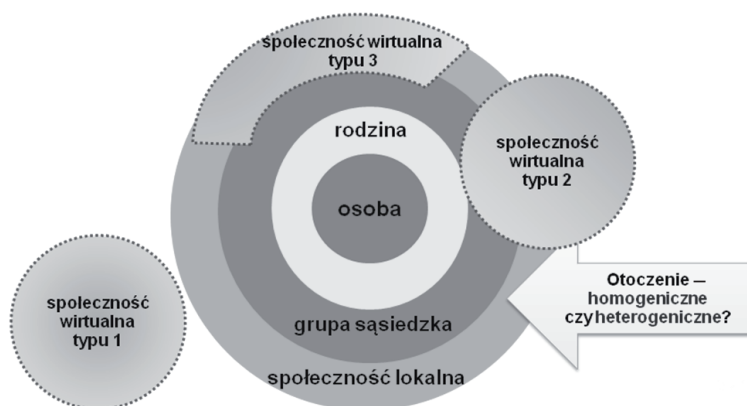 społeczność wirtualna
typu 3
rodzina
społeczność
wirtualna
typu 2
osoba
Otoczenie —
homogeniczne
czy heterogeniczne?
społeczność
wirtualna
typu 1
grupa sąsiedzka
społeczność lokalna